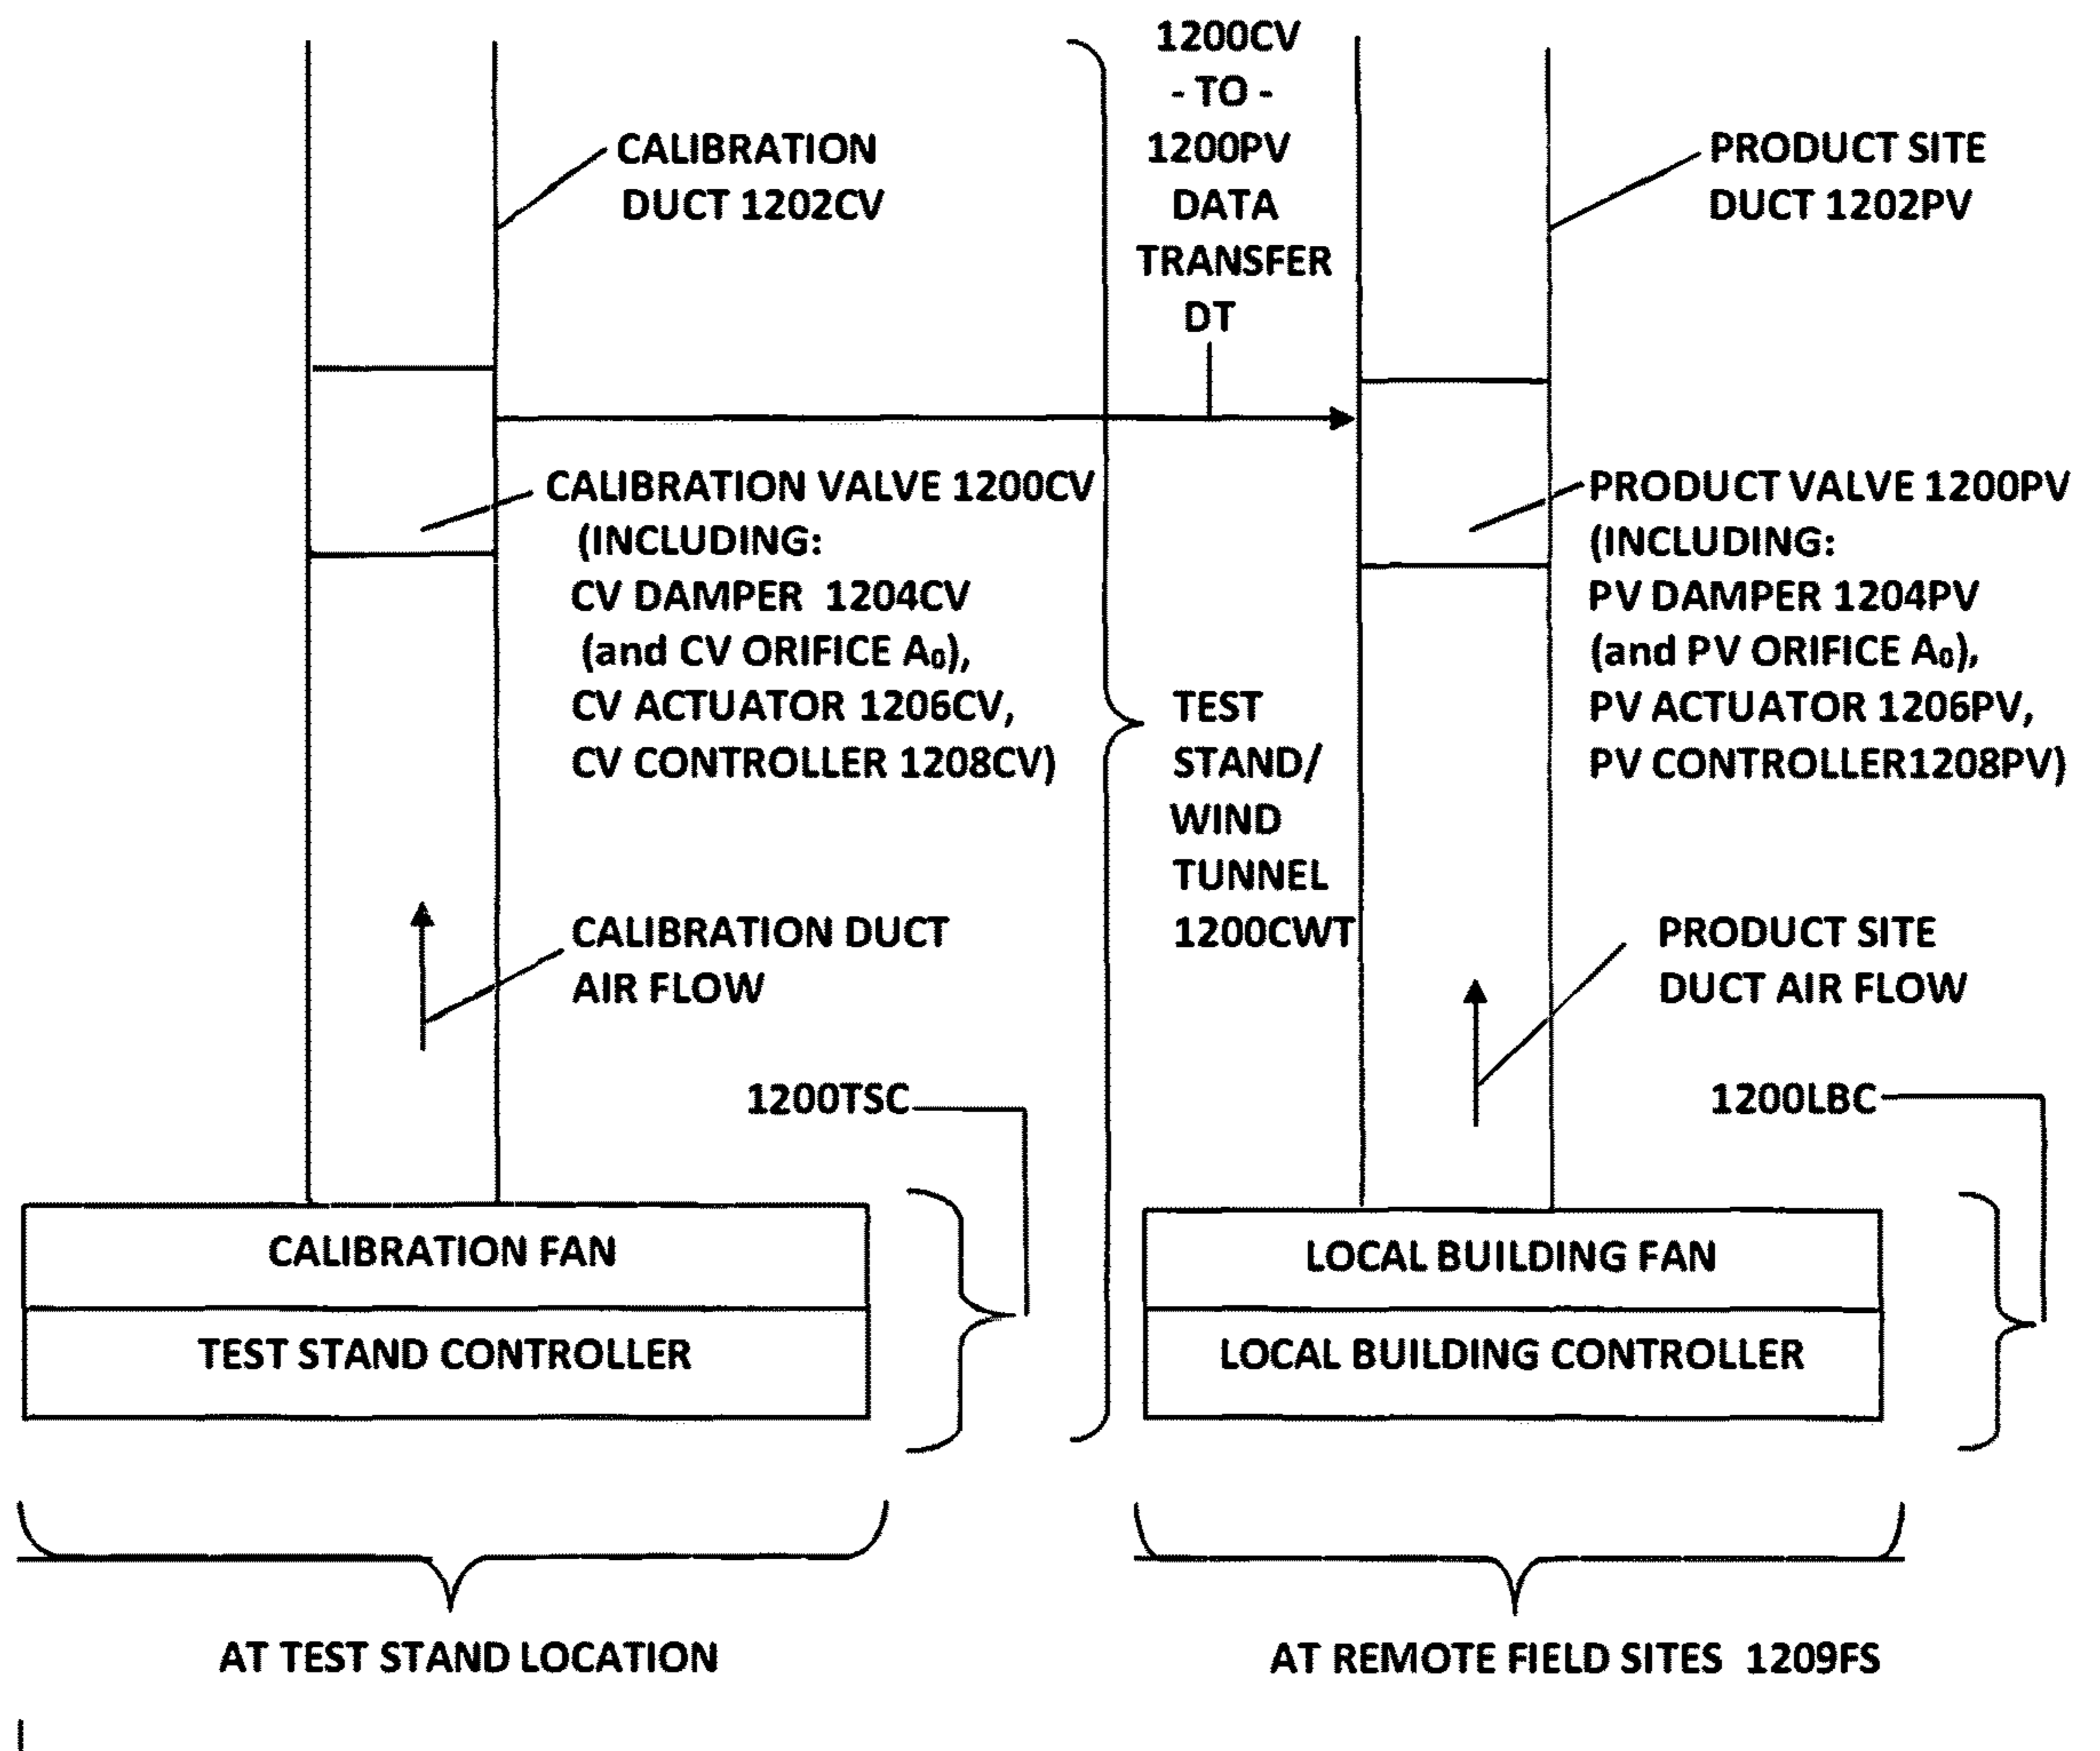 1200CV
- TO -
1200PV
DATA
TRANSFER
DT
CALIBRATION
DUCT 1202CV
PRODUCT SITE
DUCT 1202PV
CALIBRATION VALVE 1200CV
(INCLUDING:
CV DAMPER 1204CV
(and CV ORIFICE A₀),
CV ACTUATOR 1206CV,
CV CONTROLLER 1208CV)
PRODUCT VALVE 1200PV
(INCLUDING:
PV DAMPER 1204PV
(and PV ORIFICE A₀),
PV ACTUATOR 1206PV,
PV CONTROLLER1208PV)
TEST
STAND/
WIND
TUNNEL
1200CWT
CALIBRATION DUCT
AIR FLOW
PRODUCT SITE
DUCT AIR FLOW
1200TSC
1200LBC
CALIBRATION FAN
TEST STAND CONTROLLER
LOCAL BUILDING FAN
LOCAL BUILDING CONTROLLER
AT TEST STAND LOCATION
AT REMOTE FIELD SITES 1209FS